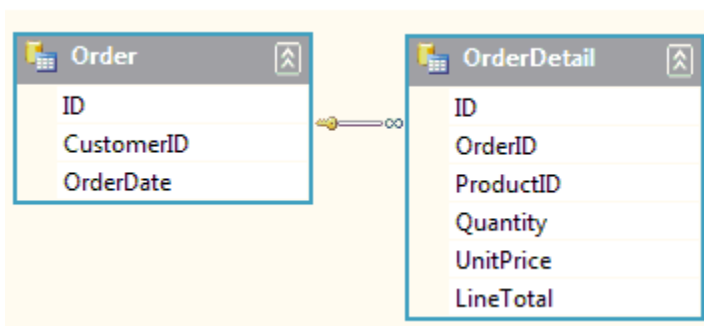 Order
ID
CustomerID
OrderDate
OrderDetail
ID
OrderID
ProductID
Quantity
UnitPrice
LineTotal